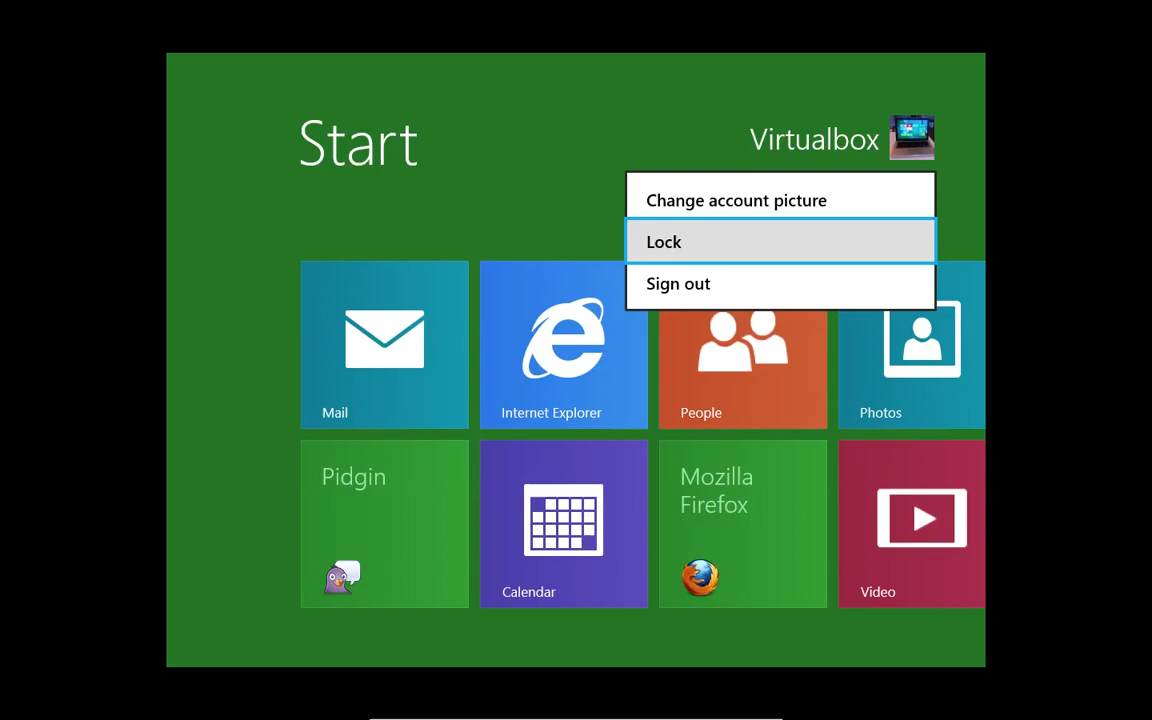 Start
Virtualbox
Change account picture
Lock
Sign out
Mail
Internet Explorer
People
Photos
Pidgin
Calendar
Mozilla
Firefox
Video